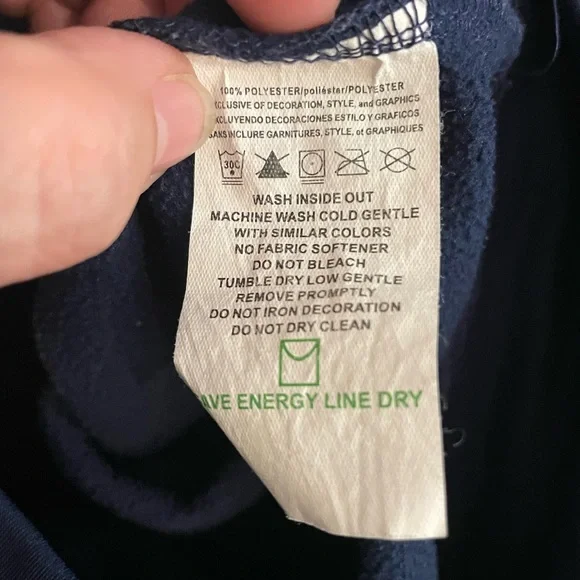 100% POLYESTER/poliéster/POLYESTER
XCLUSIVE OF DECORATION, STYLE, and GRAPHICS
XCLUYENDO DECORACIONES ESTILO Y GRAFICOS
SANS INCLURE GARNITURES, STYLE, et GRAPHIQUES
30C
WASH INSIDE OUT
MACHINE WASH COLD GENTLE
WITH SIMILAR COLORS
NO FABRIC SOFTENER
DO NOT BLEACH
TUMBLE DRY LOW GENTLE
REMOVE PROMPTLY
DO NOT IRON DECORATION
DO NOT DRY CLEAN
AVE ENERGY LINE DRY